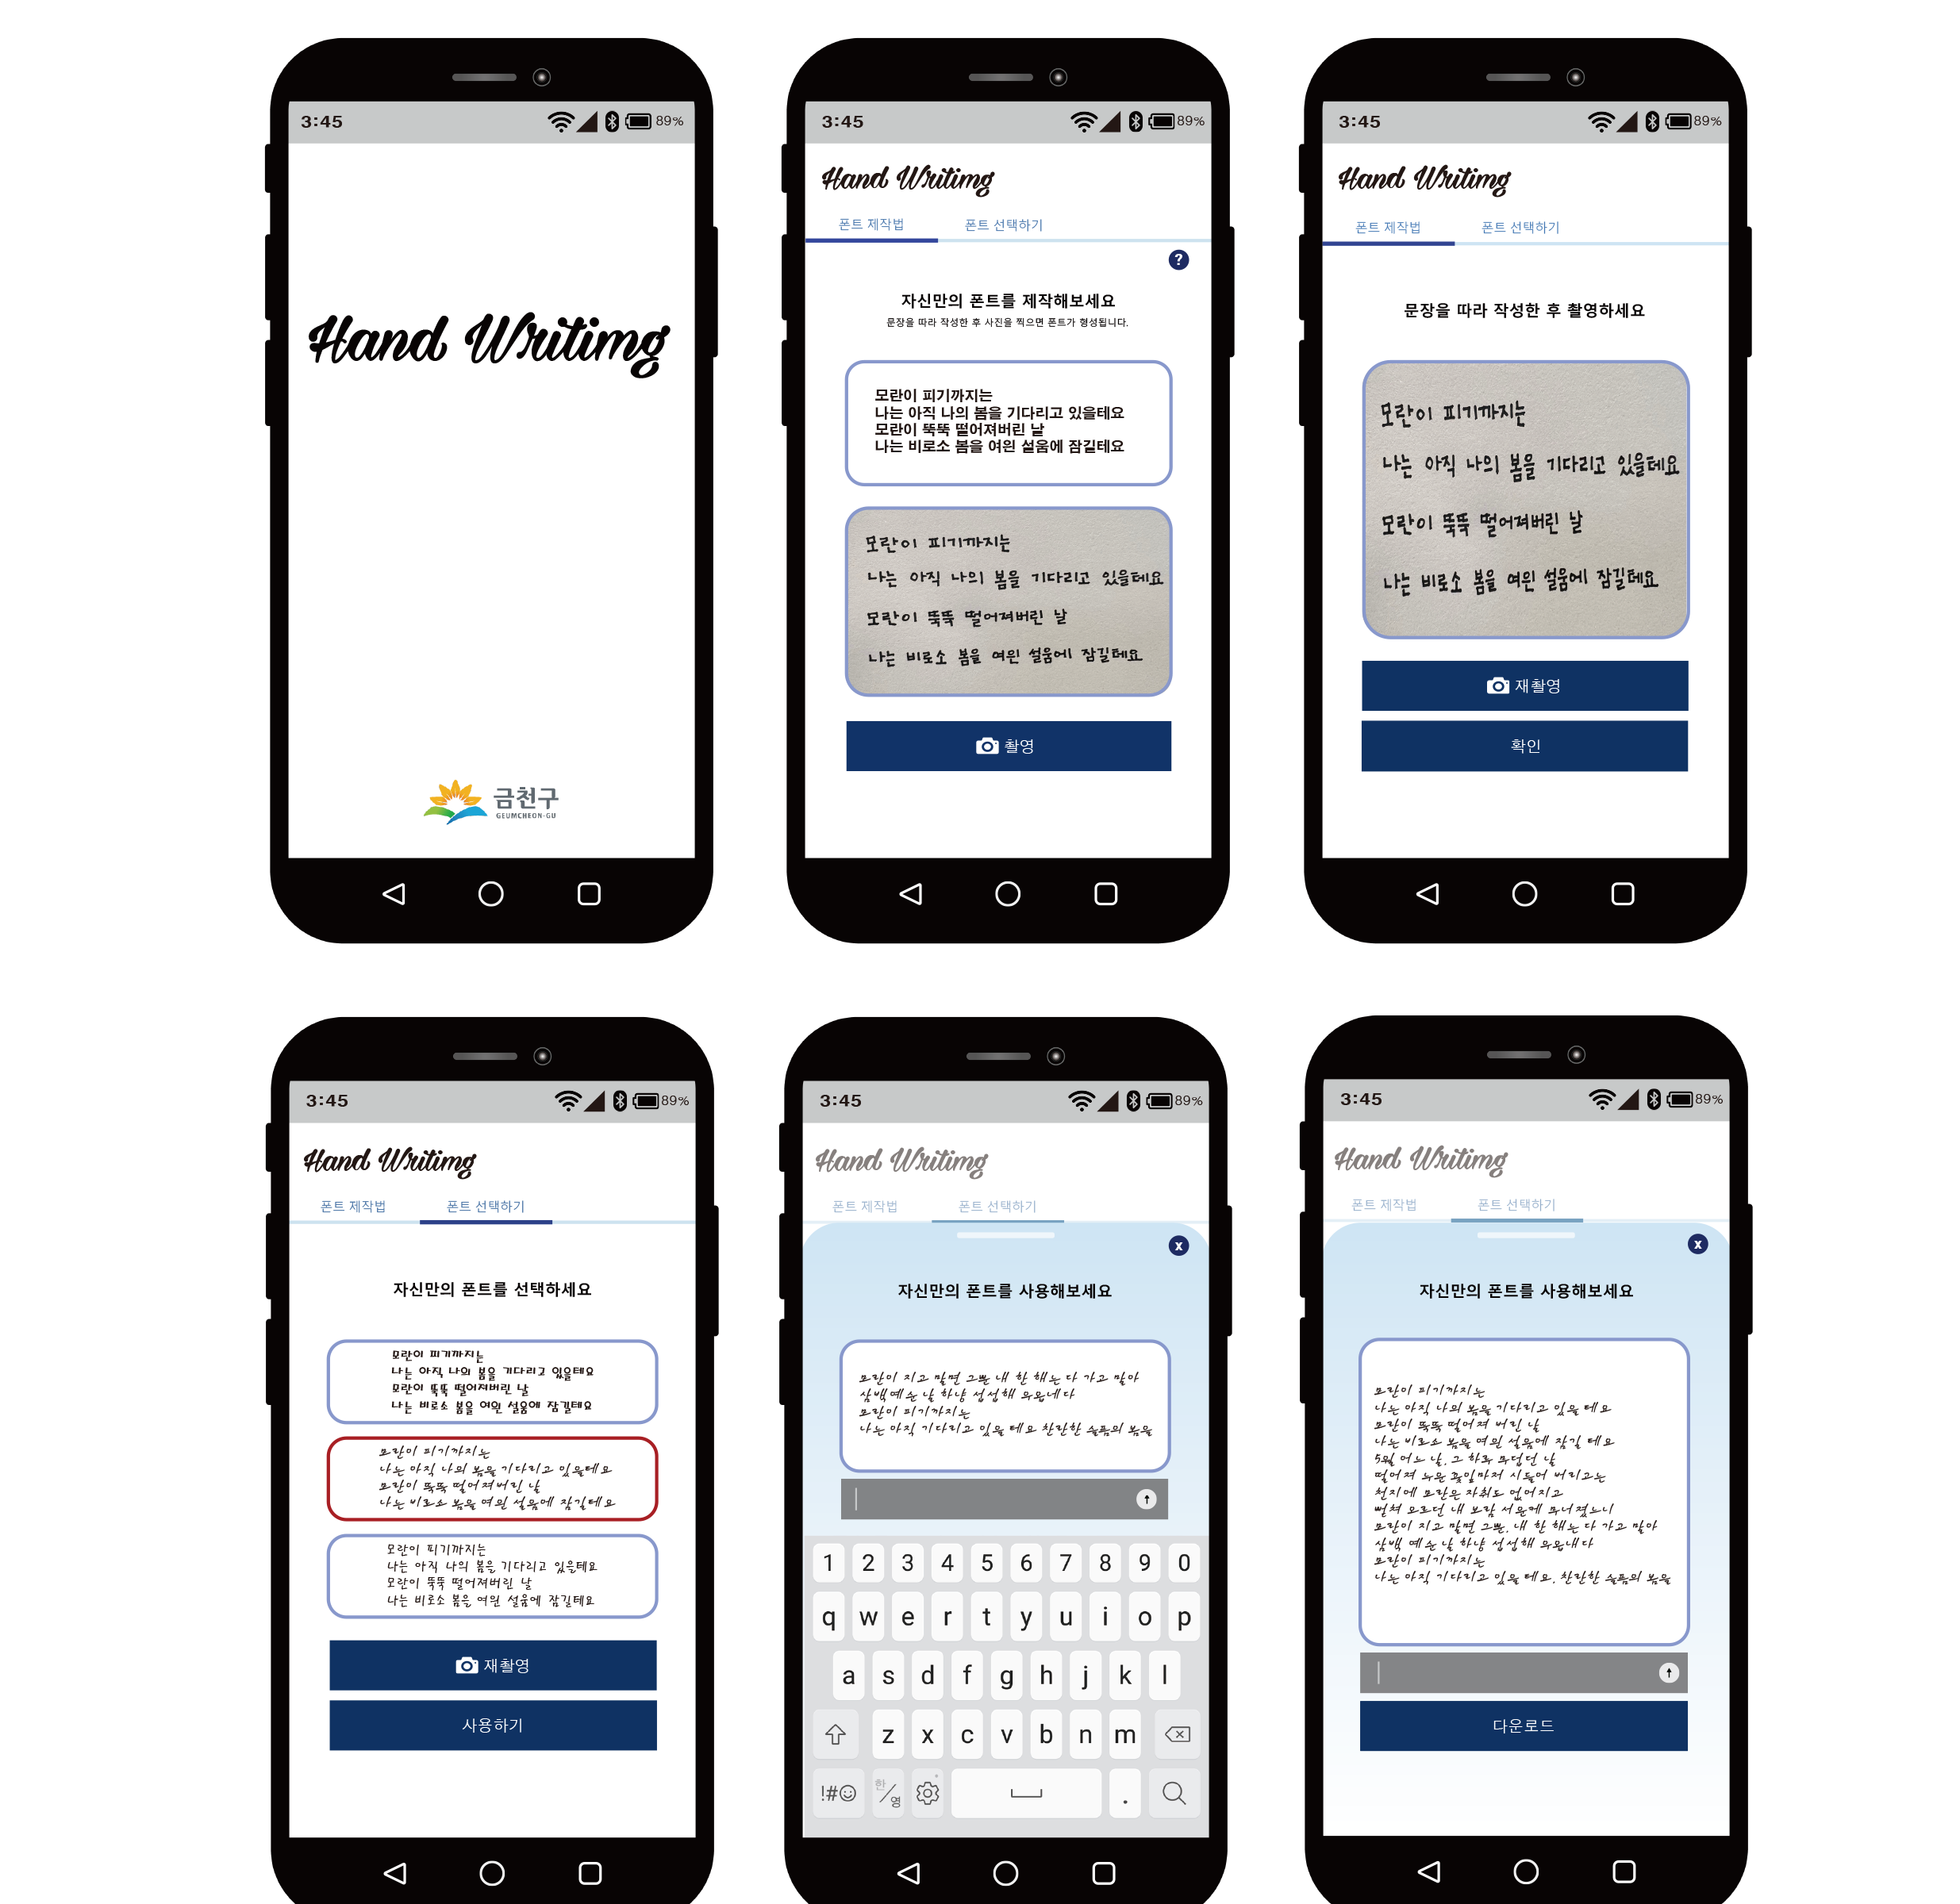 3:45 89%
Hand Writimg
금천구
GEUMCHEON-GU
3:45 89%
Hand Writimg
폰트 제작법 폰트 선택하기
?
자신만의 폰트를 제작해보세요
문장을 따라 작성한 후 사진을 찍으면 폰트가 형성됩니다.
모란이 피기까지는
나는 아직 나의 봄을 기다리고 있을테요
모란이 뚝뚝 떨어져버린 날
나는 비로소 봄을 여읜 설움에 잠길테요
모란이 피기까지는
나는 아직 나의 봄을 기다리고 있을테요
모란이 뚝뚝 떨어져버린 날
나는 비로소 봄을 여읜 설움에 잠길테요
촬영
3:45 89%
Hand Writimg
폰트 제작법 폰트 선택하기
문장을 따라 작성한 후 촬영하세요
모란이 피기까지는
나는 아직 나의 봄을 기다리고 있을테요
모란이 뚝뚝 떨어져버린 날
나는 비로소 봄을 여읜 설움에 잠길테요
재촬영
확인
3:45 89%
Hand Writimg
폰트 제작법 폰트 선택하기
자신만의 폰트를 선택하세요
모란이 피기까지는
나는 아직 나의 봄을 기다리고 있을테요
모란이 뚝뚝 떨어져버린 날
나는 비로소 봄을 여읜 설움에 잠길테요
모란이 피기까지는
나는 아직 나의 봄을 기다리고 있을테요
모란이 뚝뚝 떨어져버린 날
나는 비로소 봄을 여읜 설움에 잠길테요
모란이 피기까지는
나는 아직 나의 봄을 기다리고 있을테요
모란이 뚝뚝 떨어져버린 날
나는 비로소 봄을 여읜 설움에 잠길테요
재촬영
사용하기
3:45 89%
Hand Writimg
폰트 제작법 폰트 선택하기
x
자신만의 폰트를 사용해보세요
모란이 지고 말면 그뿐 내 한 해는 다 가고 말아
삼백예순 날 하냥 섭섭해 우옵네다
모란이 피기까지는
나는 아직 기다리고 있을 테요 찬란한 슬픔의 봄을
1 2 3 4 5 6 7 8 9 0
q w e r t y u i o p
a s d f g h j k l
z x c v b n m
!#☺ 한/영 .
3:45 89%
Hand Writimg
폰트 제작법 폰트 선택하기
x
자신만의 폰트를 사용해보세요
모란이 피기까지는
나는 아직 나의 봄을 기다리고 있을 테요
모란이 뚝뚝 떨어져 버린 날
나는 비로소 봄을 여읜 설움에 잠길 테요
5월 어느 날, 그 하루 무덥던 날
떨어져 누운 꽃잎마저 시들어 버리고는
천지에 모란은 자취도 없어지고
뻗쳐 오르던 내 보람 서운케 무너졌느니
모란이 지고 말면 그뿐, 내 한 해는 다 가고 말아
삼백 예순 날 하냥 섭섭해 우옵내다
모란이 피기까지는
나는 아직 기다리고 있을 테요, 찬란한 슬픔의 봄을
다운로드